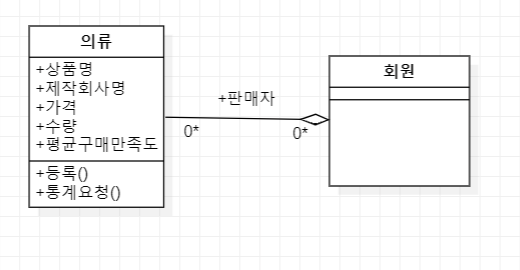 의류
+상품명
+제작회사명
+가격
+수량
+평균구매만족도
+등록()
+통계요청()
+판매자
0*
0*
회원